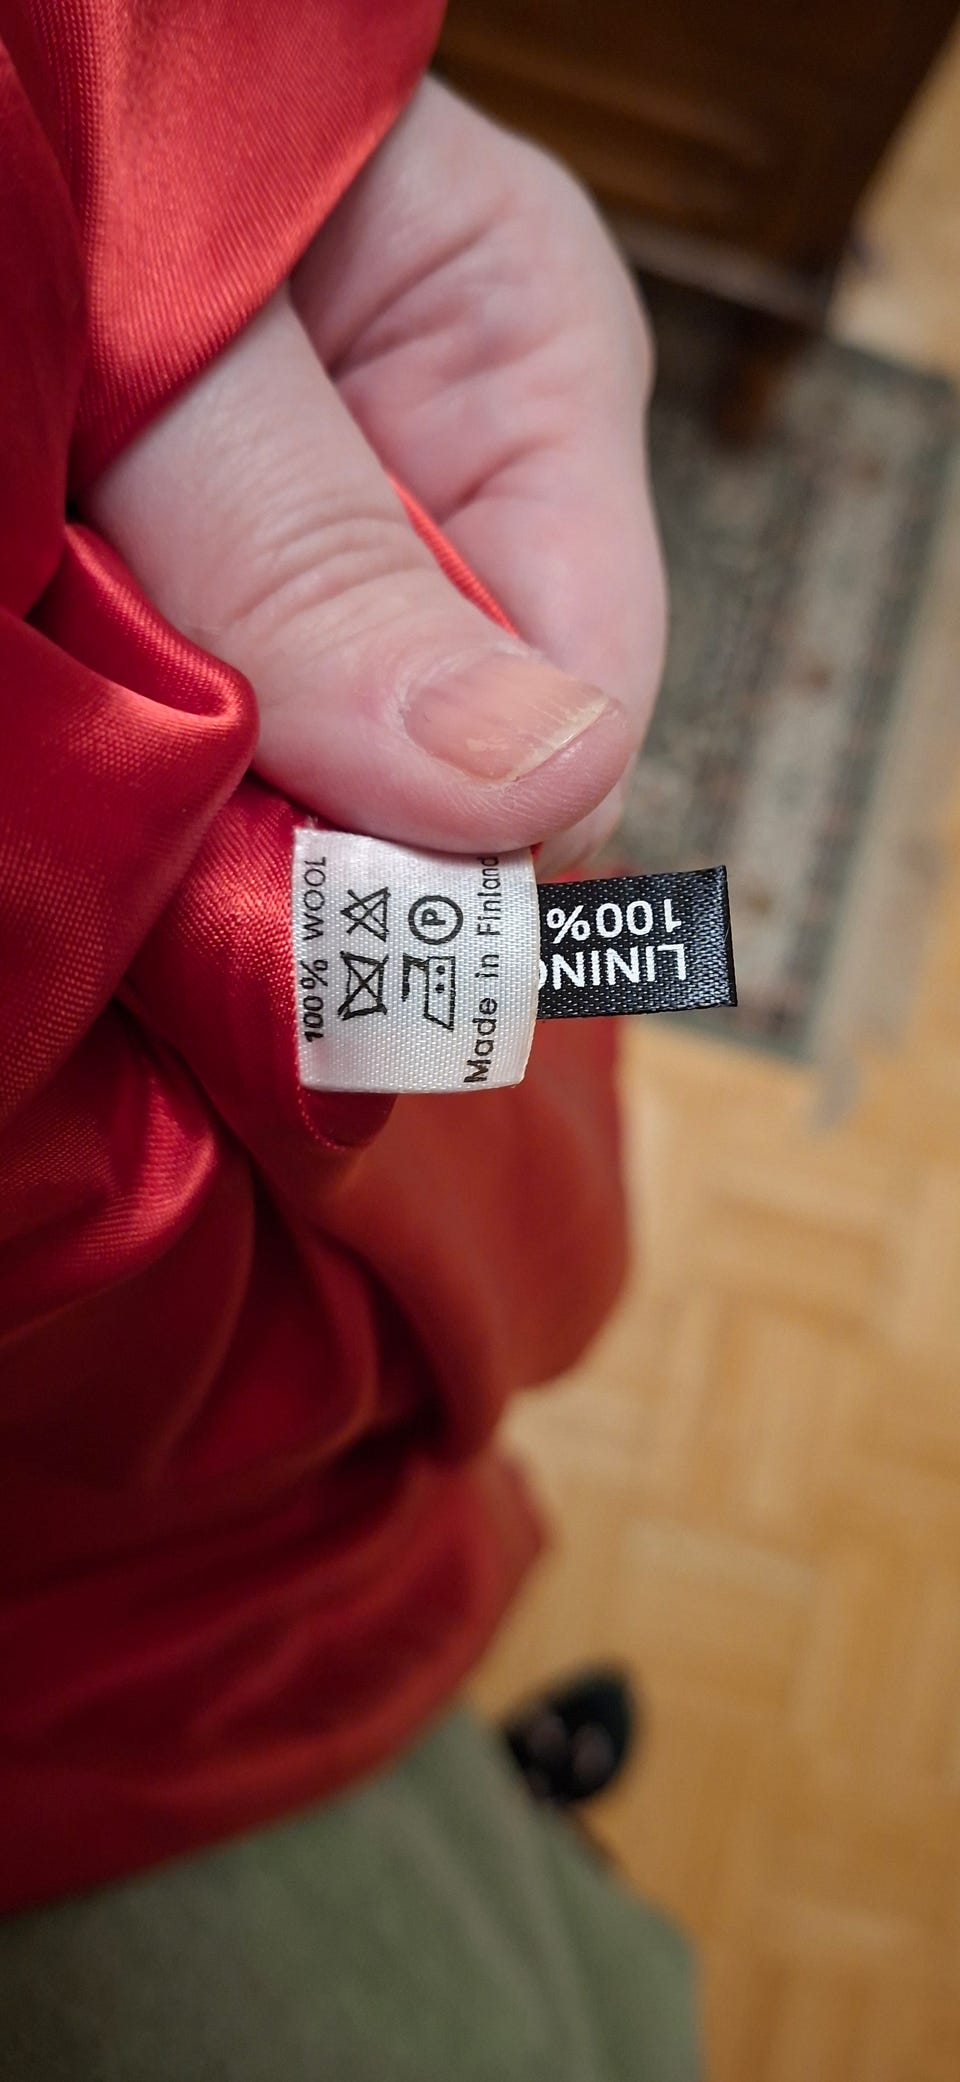 100% WOOL
P
Made in Finland
LINING
100%